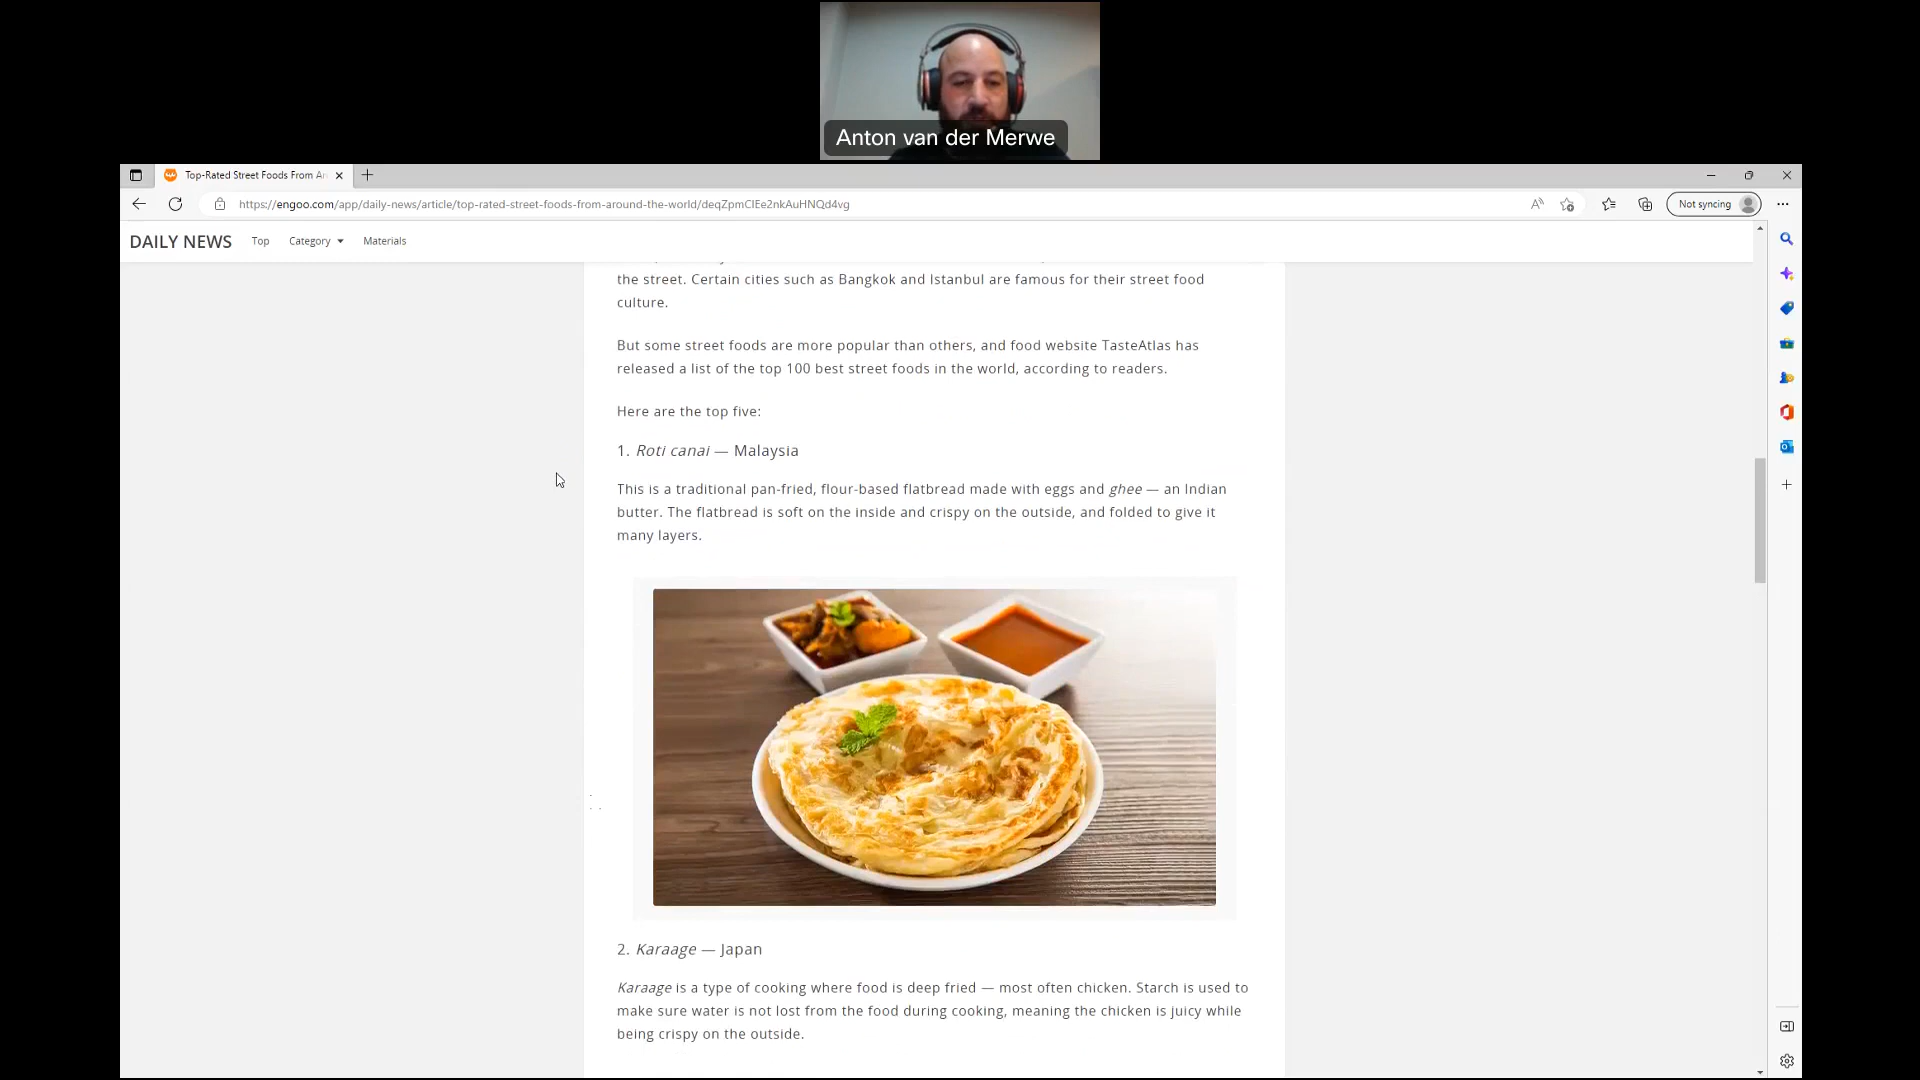 Anton van der Merwe
Top-Rated Street Foods From Ar
https://engoo.com/app/daily-news/article/top-rated-street-foods-from-around-the-world/deqZpmCIEe2nkAuHNQd4vg
Not syncing
DAILY NEWS Top Category Materials
the street. Certain cities such as Bangkok and Istanbul are famous for their street food
culture.
But some street foods are more popular than others, and food website TasteAtlas has
released a list of the top 100 best street foods in the world, according to readers.
Here are the top five:
1. Roti canai — Malaysia
This is a traditional pan-fried, flour-based flatbread made with eggs and ghee — an Indian
butter. The flatbread is soft on the inside and crispy on the outside, and folded to give it
many layers.
2. Karaage — Japan
Karaage is a type of cooking where food is deep fried — most often chicken. Starch is used to
make sure water is not lost from the food during cooking, meaning the chicken is juicy while
being crispy on the outside.